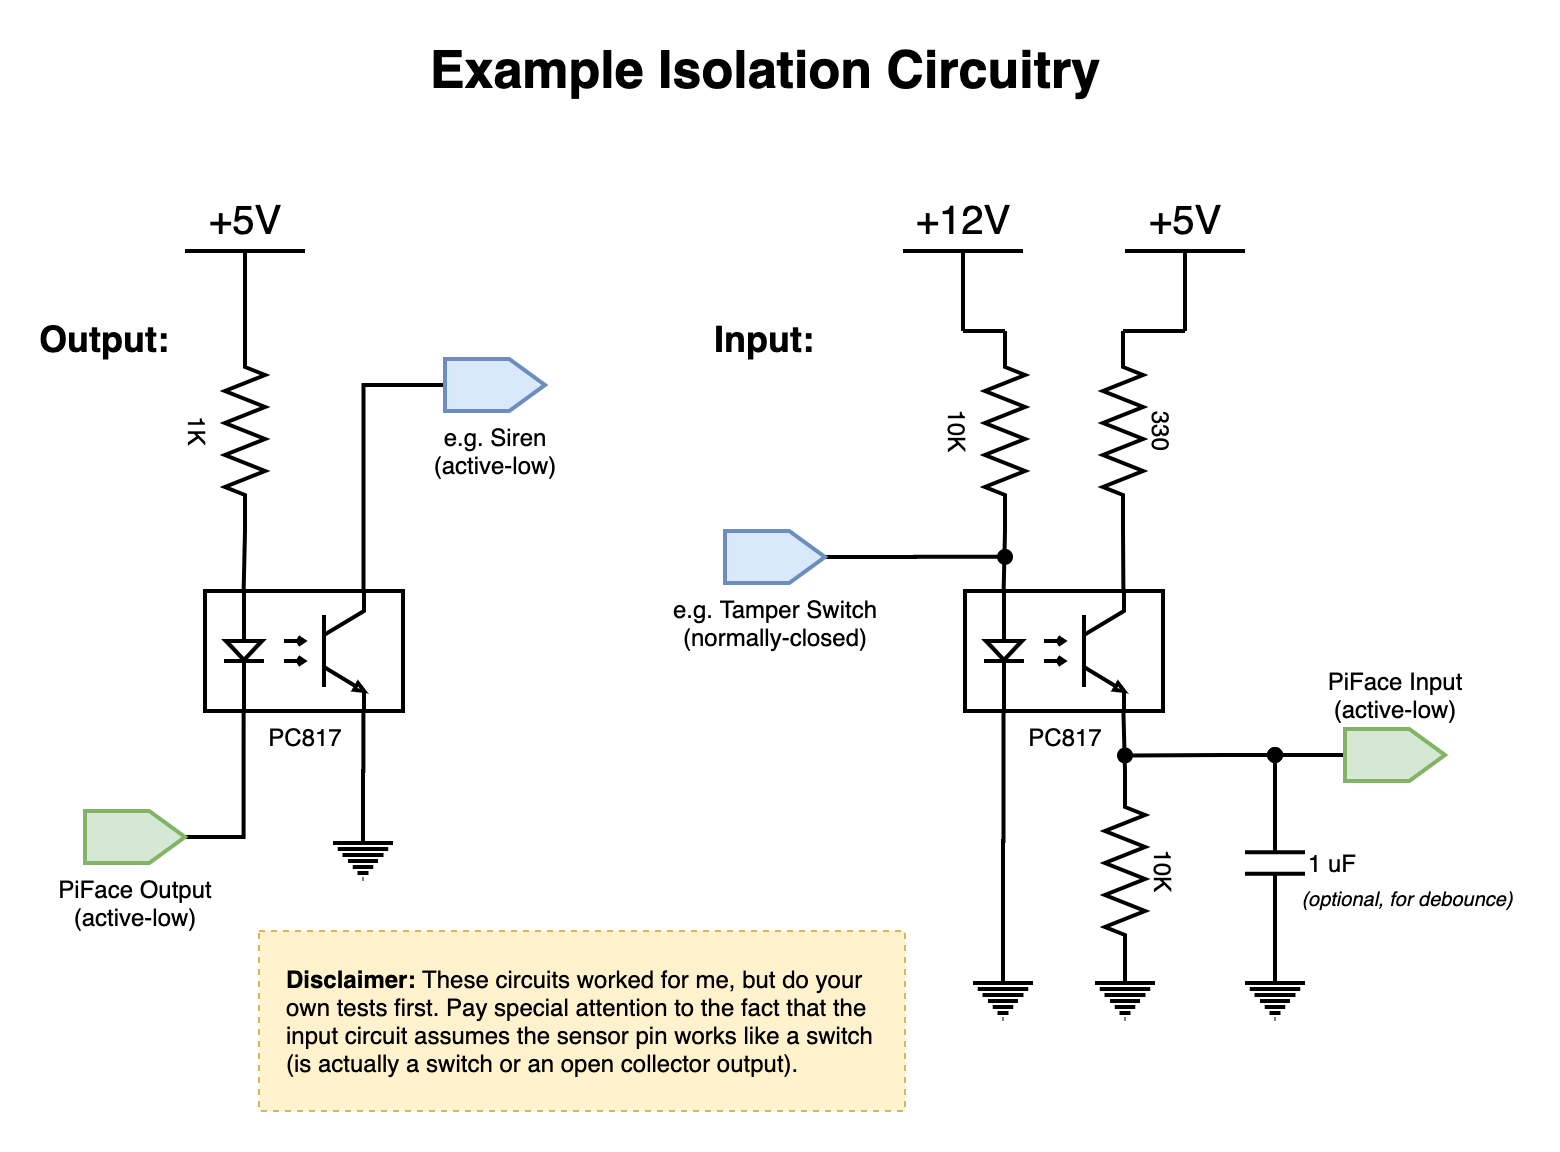 Example Isolation Circuitry
+5V
Output:
1K
e.g. Siren
(active-low)
PC817
PiFace Output
(active-low)
+12V
+5V
Input:
10K
330
e.g. Tamper Switch
(normally-closed)
PC817
PiFace Input
(active-low)
10K
1 uF
(optional, for debounce)
Disclaimer: These circuits worked for me, but do your
own tests first. Pay special attention to the fact that the
input circuit assumes the sensor pin works like a switch
(is actually a switch or an open collector output).